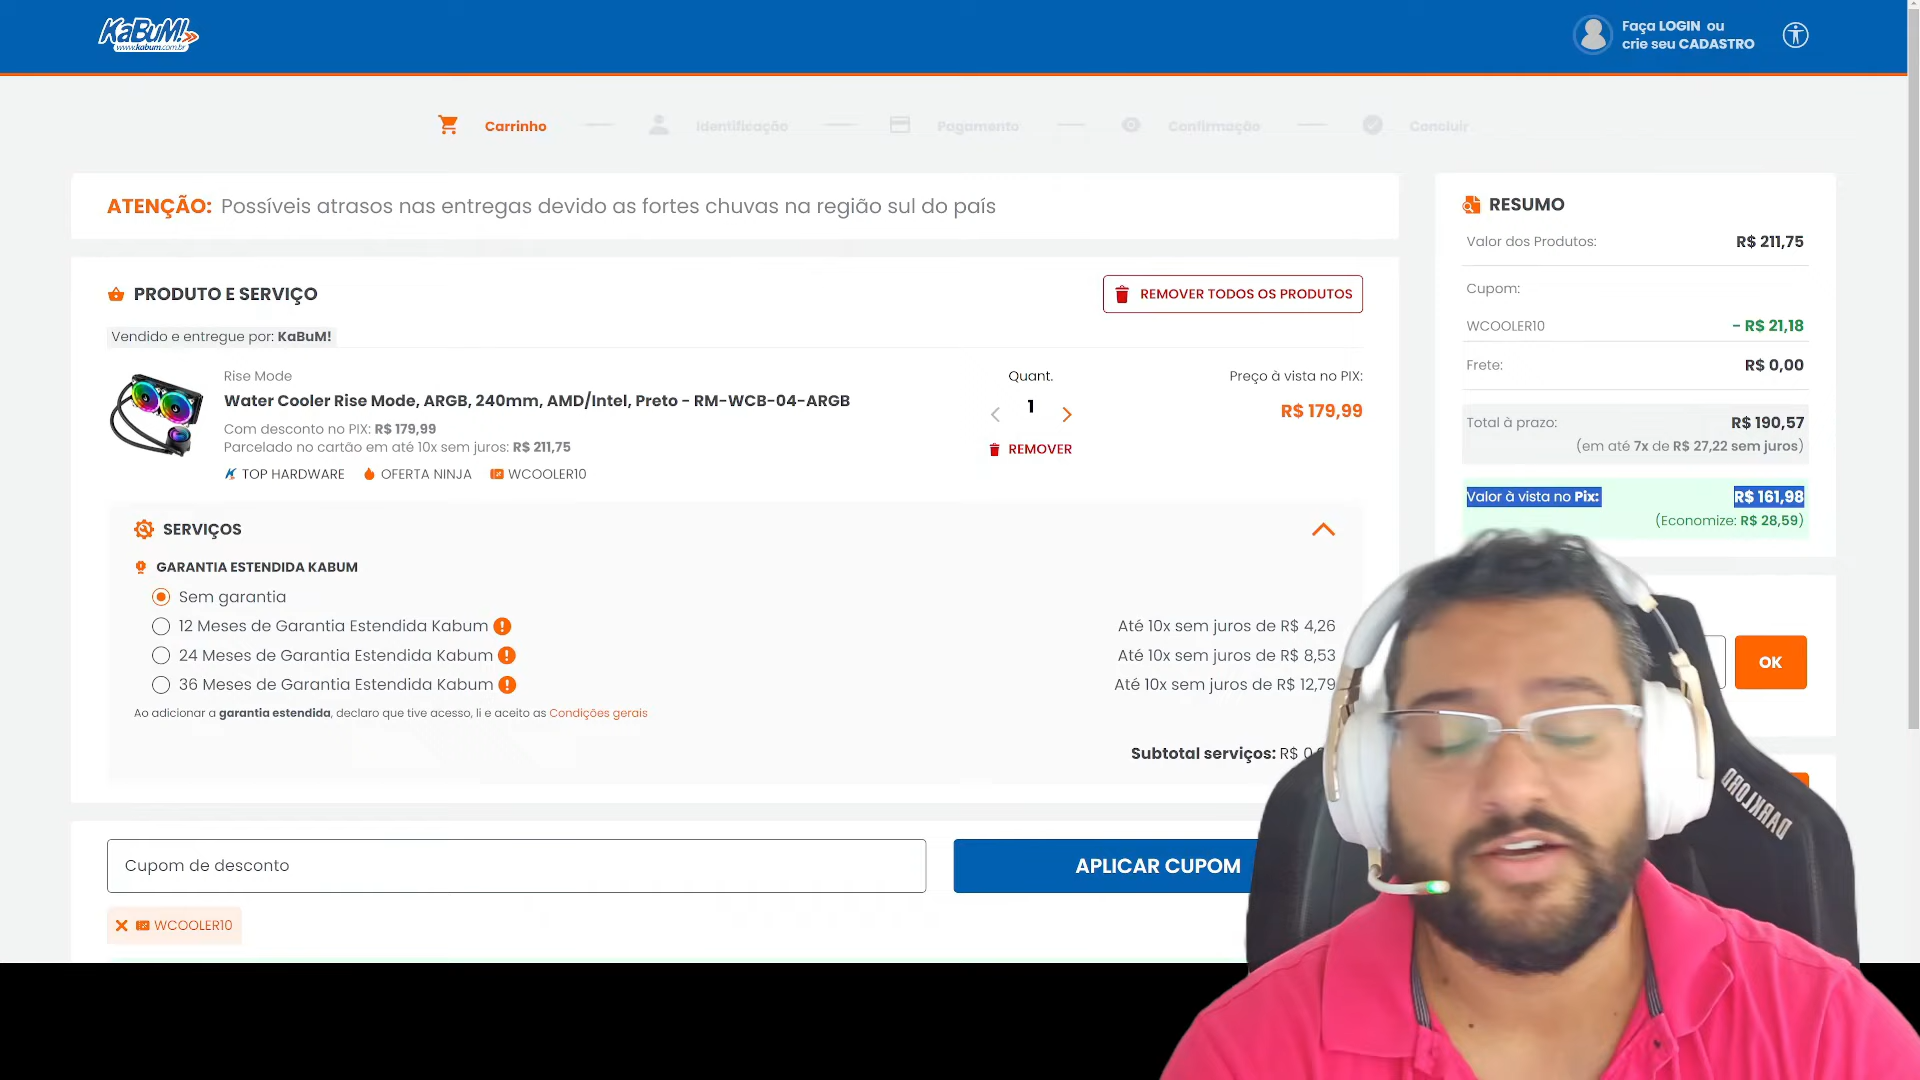 KaBuM!
www.kabum.com.br
Faça LOGIN ou
crie seu CADASTRO
Carrinho
Identificação
Pagamento
Confirmação
Concluir
ATENÇÃO: Possíveis atrasos nas entregas devido as fortes chuvas na região sul do país
PRODUTO E SERVIÇO
REMOVER TODOS OS PRODUTOS
Vendido e entregue por: KaBuM!
Rise Mode
Water Cooler Rise Mode, ARGB, 240mm, AMD/Intel, Preto - RM-WCB-04-ARGB
Com desconto no PIX: R$ 179,99
Parcelado no cartão em até 10x sem juros: R$ 211,75
TOP HARDWARE
OFERTA NINJA
WCOOLER10
Quant.
1
REMOVER
Preço à vista no PIX:
R$ 179,99
SERVIÇOS
GARANTIA ESTENDIDA KABUM
Sem garantia
12 Meses de Garantia Estendida Kabum
Até 10x sem juros de R$ 4,26
24 Meses de Garantia Estendida Kabum
Até 10x sem juros de R$ 8,53
36 Meses de Garantia Estendida Kabum
Até 10x sem juros de R$ 12,79
Ao adicionar a garantia estendida, declaro que tive acesso, li e aceito as Condições gerais
Subtotal serviços: R$
Cupom de desconto
APLICAR CUPOM
WCOOLER10
RESUMO
Valor dos Produtos: R$ 211,75
Cupom:
WCOOLER10 - R$ 21,18
Frete: R$ 0,00
Total à prazo: R$ 190,57
(em até 7x de R$ 27,22 sem juros)
Valor à vista no Pix: R$ 161,98
(Economize: R$ 28,59)
OK
DARKLORD